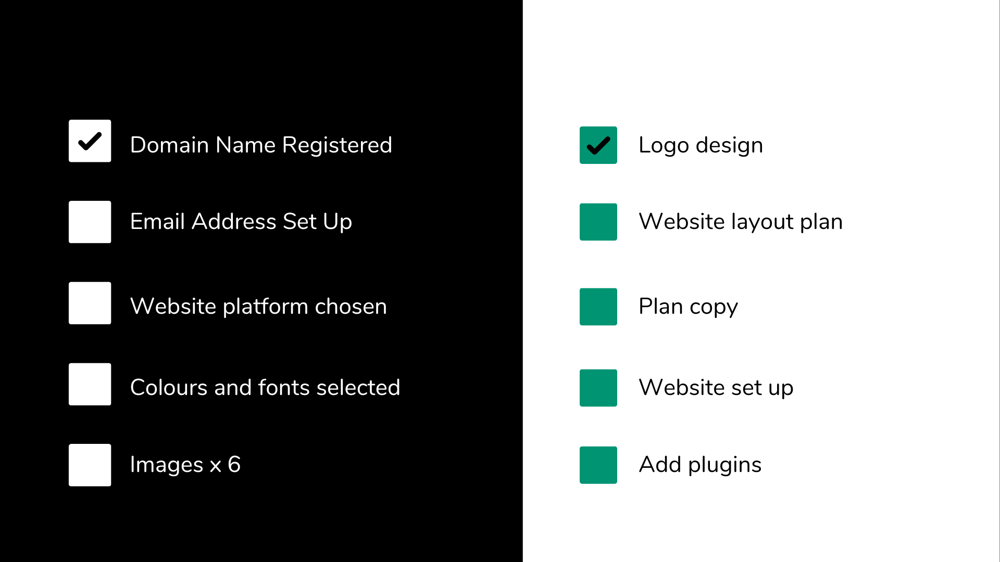 Domain Name Registered
Email Address Set Up
Website platform chosen
Colours and fonts selected
Images x 6
Logo design
Website layout plan
Plan copy
Website set up
Add plugins